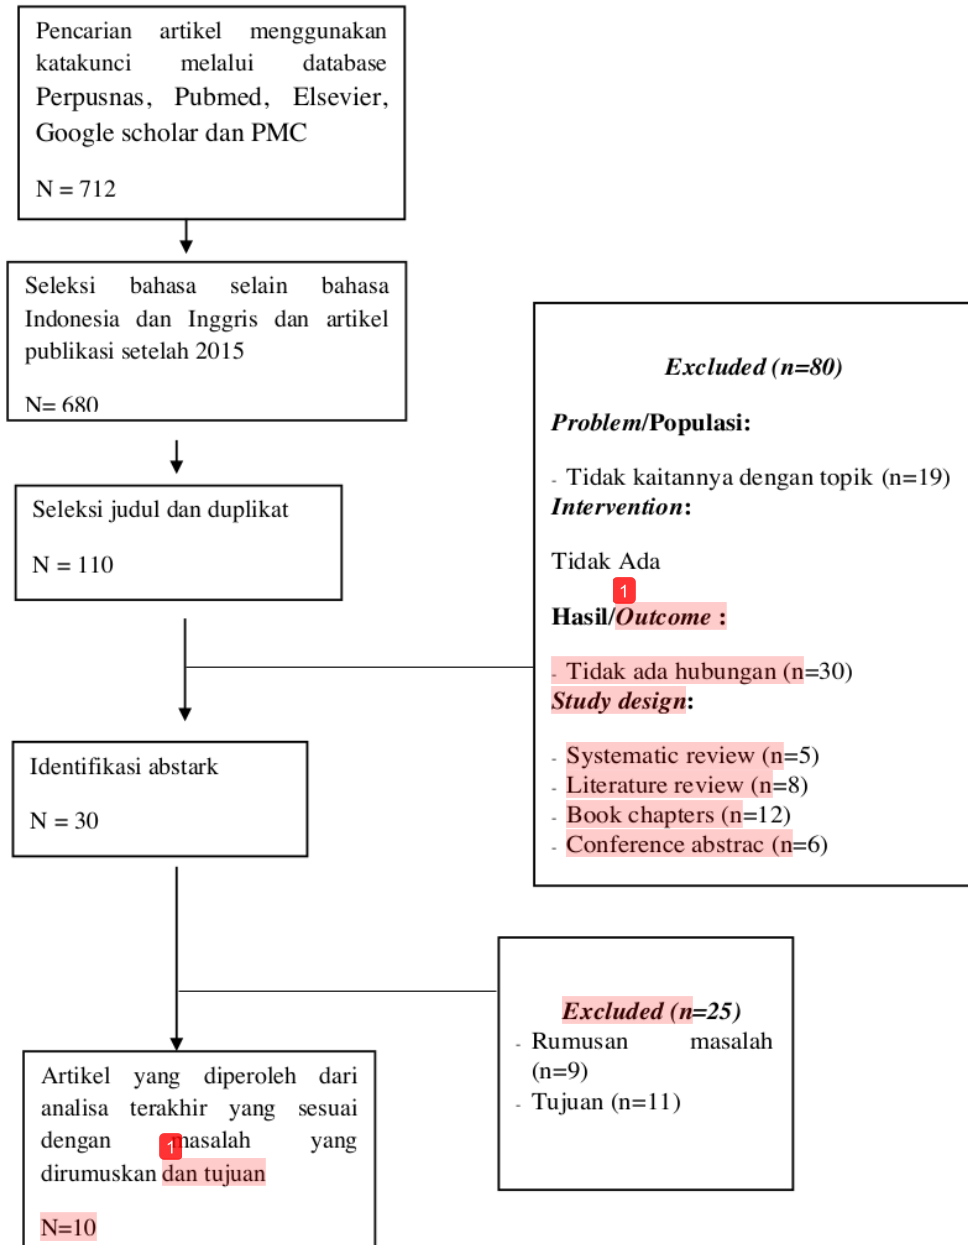 Pencarian artikel menggunakan
katakunci melalui database
Perpusnas, Pubmed, Elsevier,
Google scholar dan PMC
N = 712
Seleksi bahasa selain bahasa
Indonesia dan Inggris dan artikel
publikasi setelah 2015
N= 680
Seleksi judul dan duplikat
N = 110
Excluded (n=80)
Problem/Populasi:
- Tidak kaitannya dengan topik (n=19)
Intervention:
Tidak Ada
1
Hasil/Outcome :
- Tidak ada hubungan (n=30)
Study design:
- Systematic review (n=5)
- Literature review (n=8)
- Book chapters (n=12)
- Conference abstrac (n=6)
Identifikasi abstark
N = 30
Excluded (n=25)
- Rumusan masalah
(n=9)
- Tujuan (n=11)
Artikel yang diperoleh dari
analisa terakhir yang sesuai
dengan masalah yang
1
dirumuskan dan tujuan
N=10